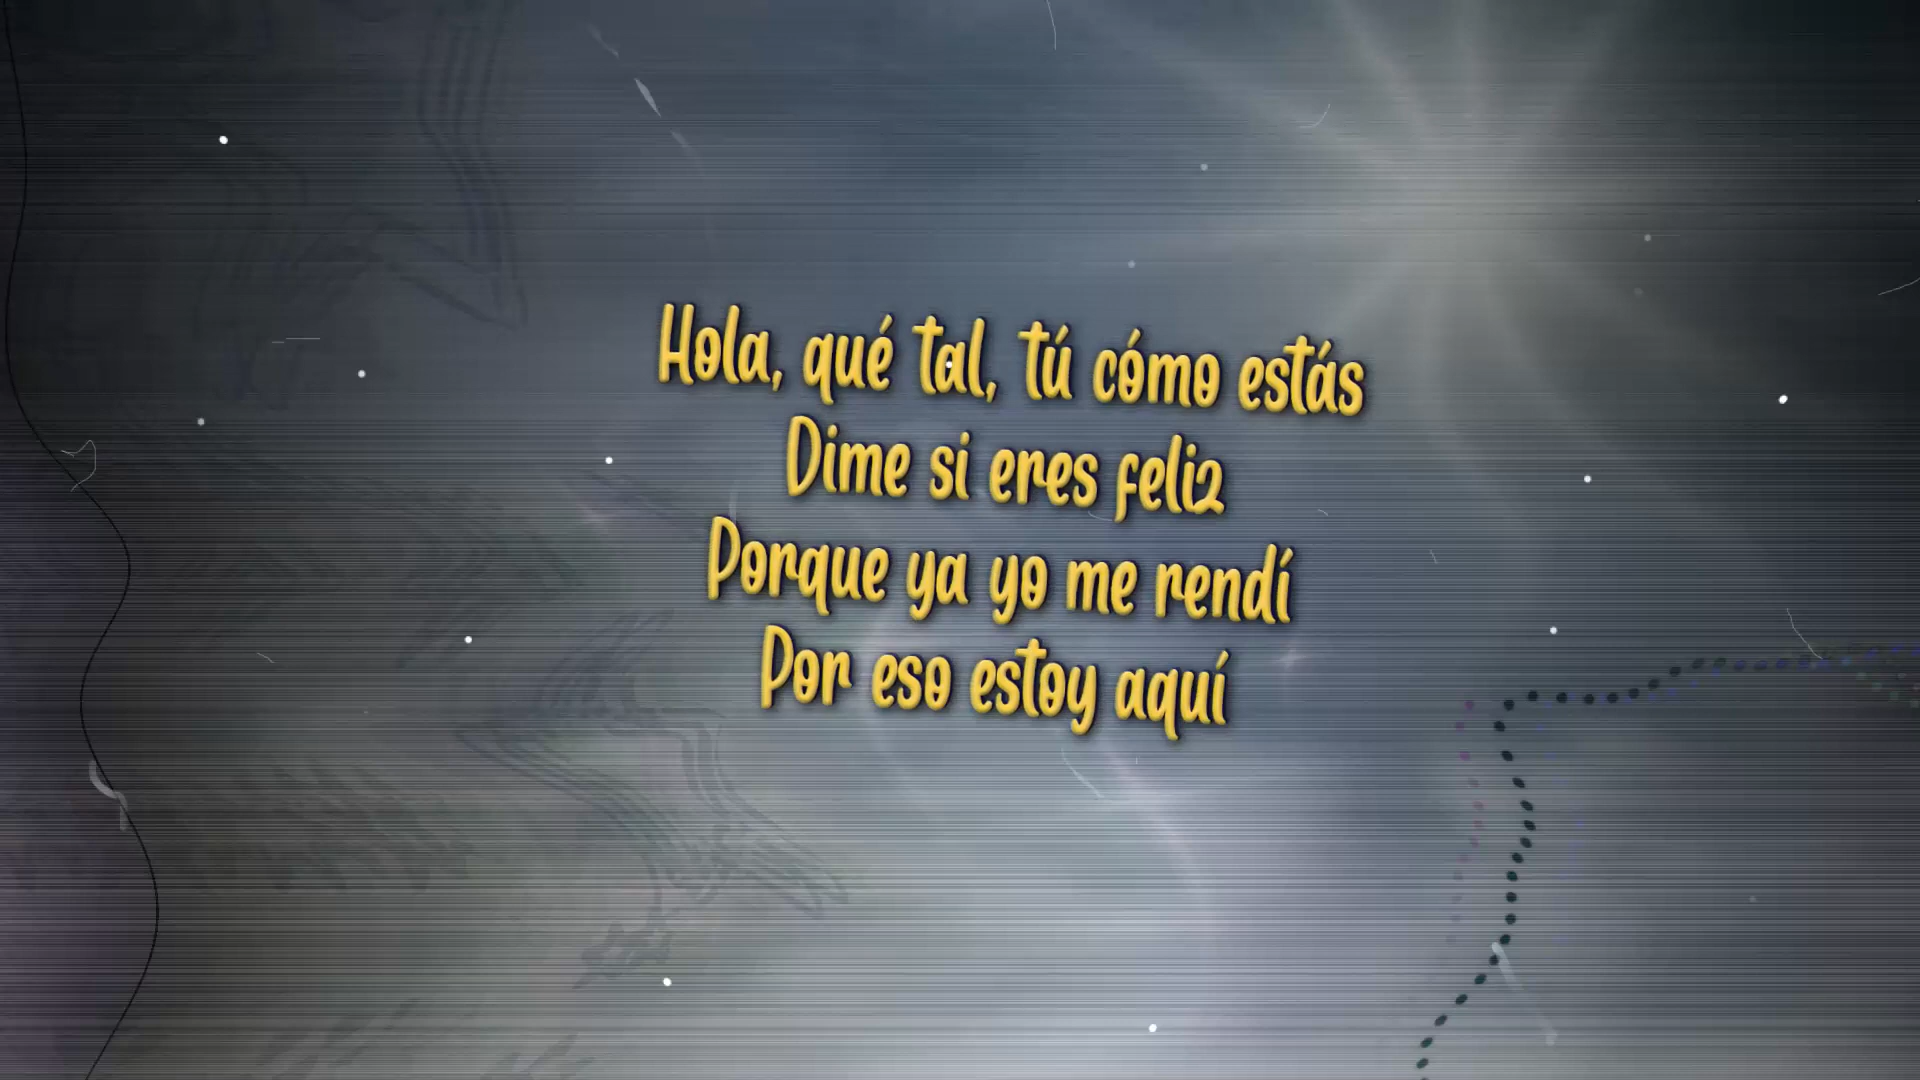 Hola, qué tal, tú cómo estás
Dime si eres feliz
Porque ya yo me rendí
Por eso estoy aquí